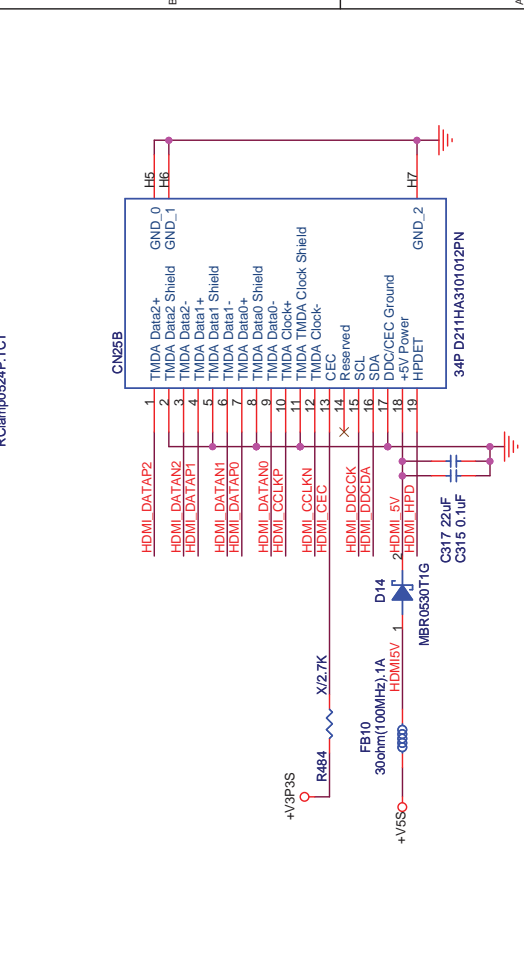 B
A
RClamp0524P.TCT
CN25B
H5
H6
H7
GND_0
GND_1
GND_2
TMDA Data2+
TMDA Data2 Shield
TMDA Data2-
TMDA Data1+
TMDA Data1 Shield
TMDA Data1-
TMDA Data0+
TMDA Data0 Shield
TMDA Data0-
TMDA Clock+
TMDA TMDA Clock Shield
TMDA Clock-
CEC
Reserved
SCL
SDA
DDC/CEC Ground
+5V Power
HPDET
34P D211HA3101012PN
1
2
3
4
5
6
7
8
9
10
11
12
13
14
15
16
17
18
19
HDMI_DATAP2
HDMI_DATAN2
HDMI_DATAP1
HDMI_DATAN1
HDMI_DATAP0
HDMI_DATAN0
HDMI_CCLKP
HDMI_CCLKN
HDMI_CEC
HDMI_DDCCK
HDMI_DDCDA
HDMI_5V
HDMI_HPD
C317 22uF
C315 0.1uF
2
D14
1
MBR0530T1G
HDMI5V
X/2.7K
R484
+V3P3S
FB10
30ohm(100MHz),1A
+V5S